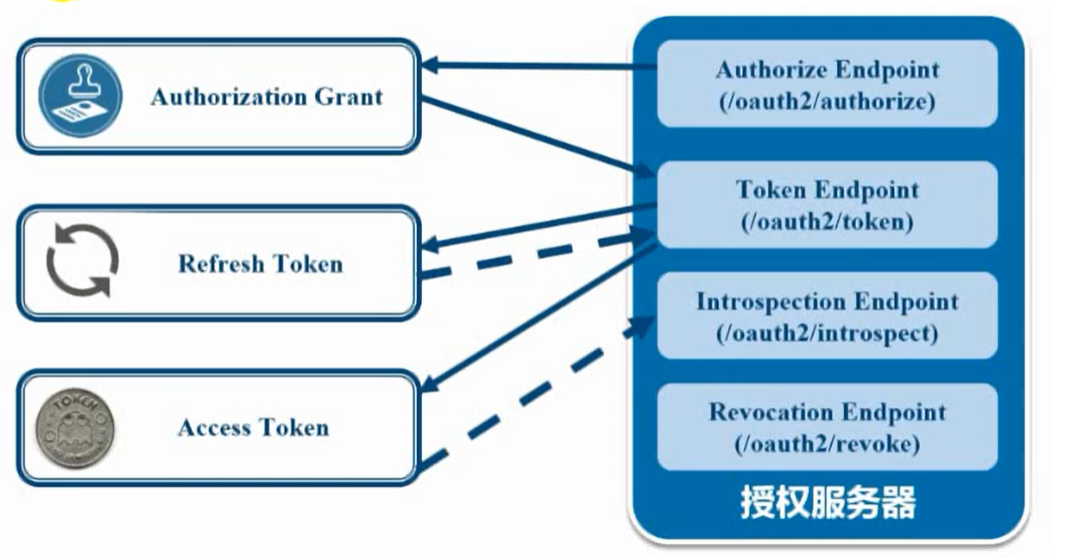 Authorization Grant
Refresh Token
TOKEN
Access Token
Authorize Endpoint
(/oauth2/authorize)
Token Endpoint
(/oauth2/token)
Introspection Endpoint
(/oauth2/introspect)
Revocation Endpoint
(/oauth2/revoke)
授权服务器